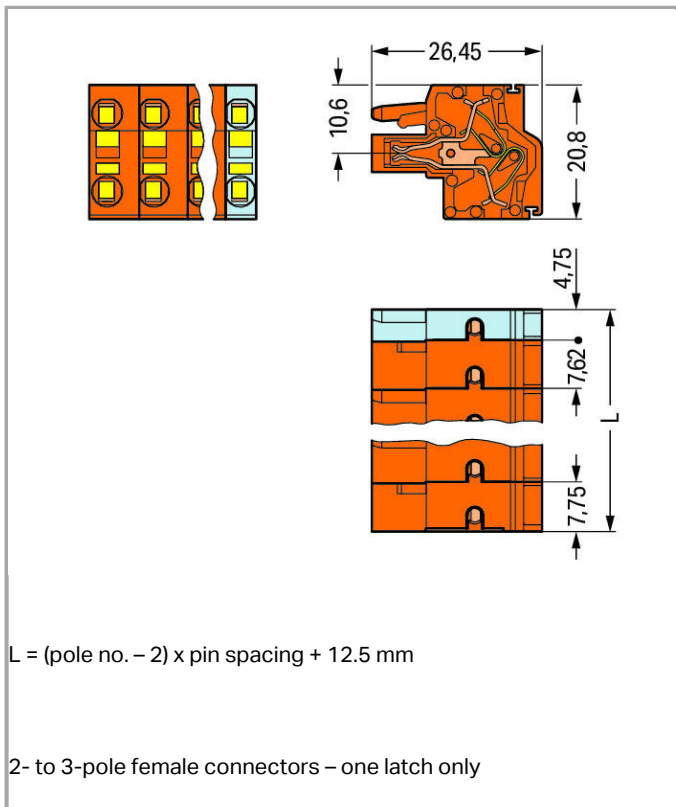 26,45
10,6
20,8
4,75
7,62
L
7,75
L = (pole no. – 2) x pin spacing + 12.5 mm
2- to 3-pole female connectors – one latch only